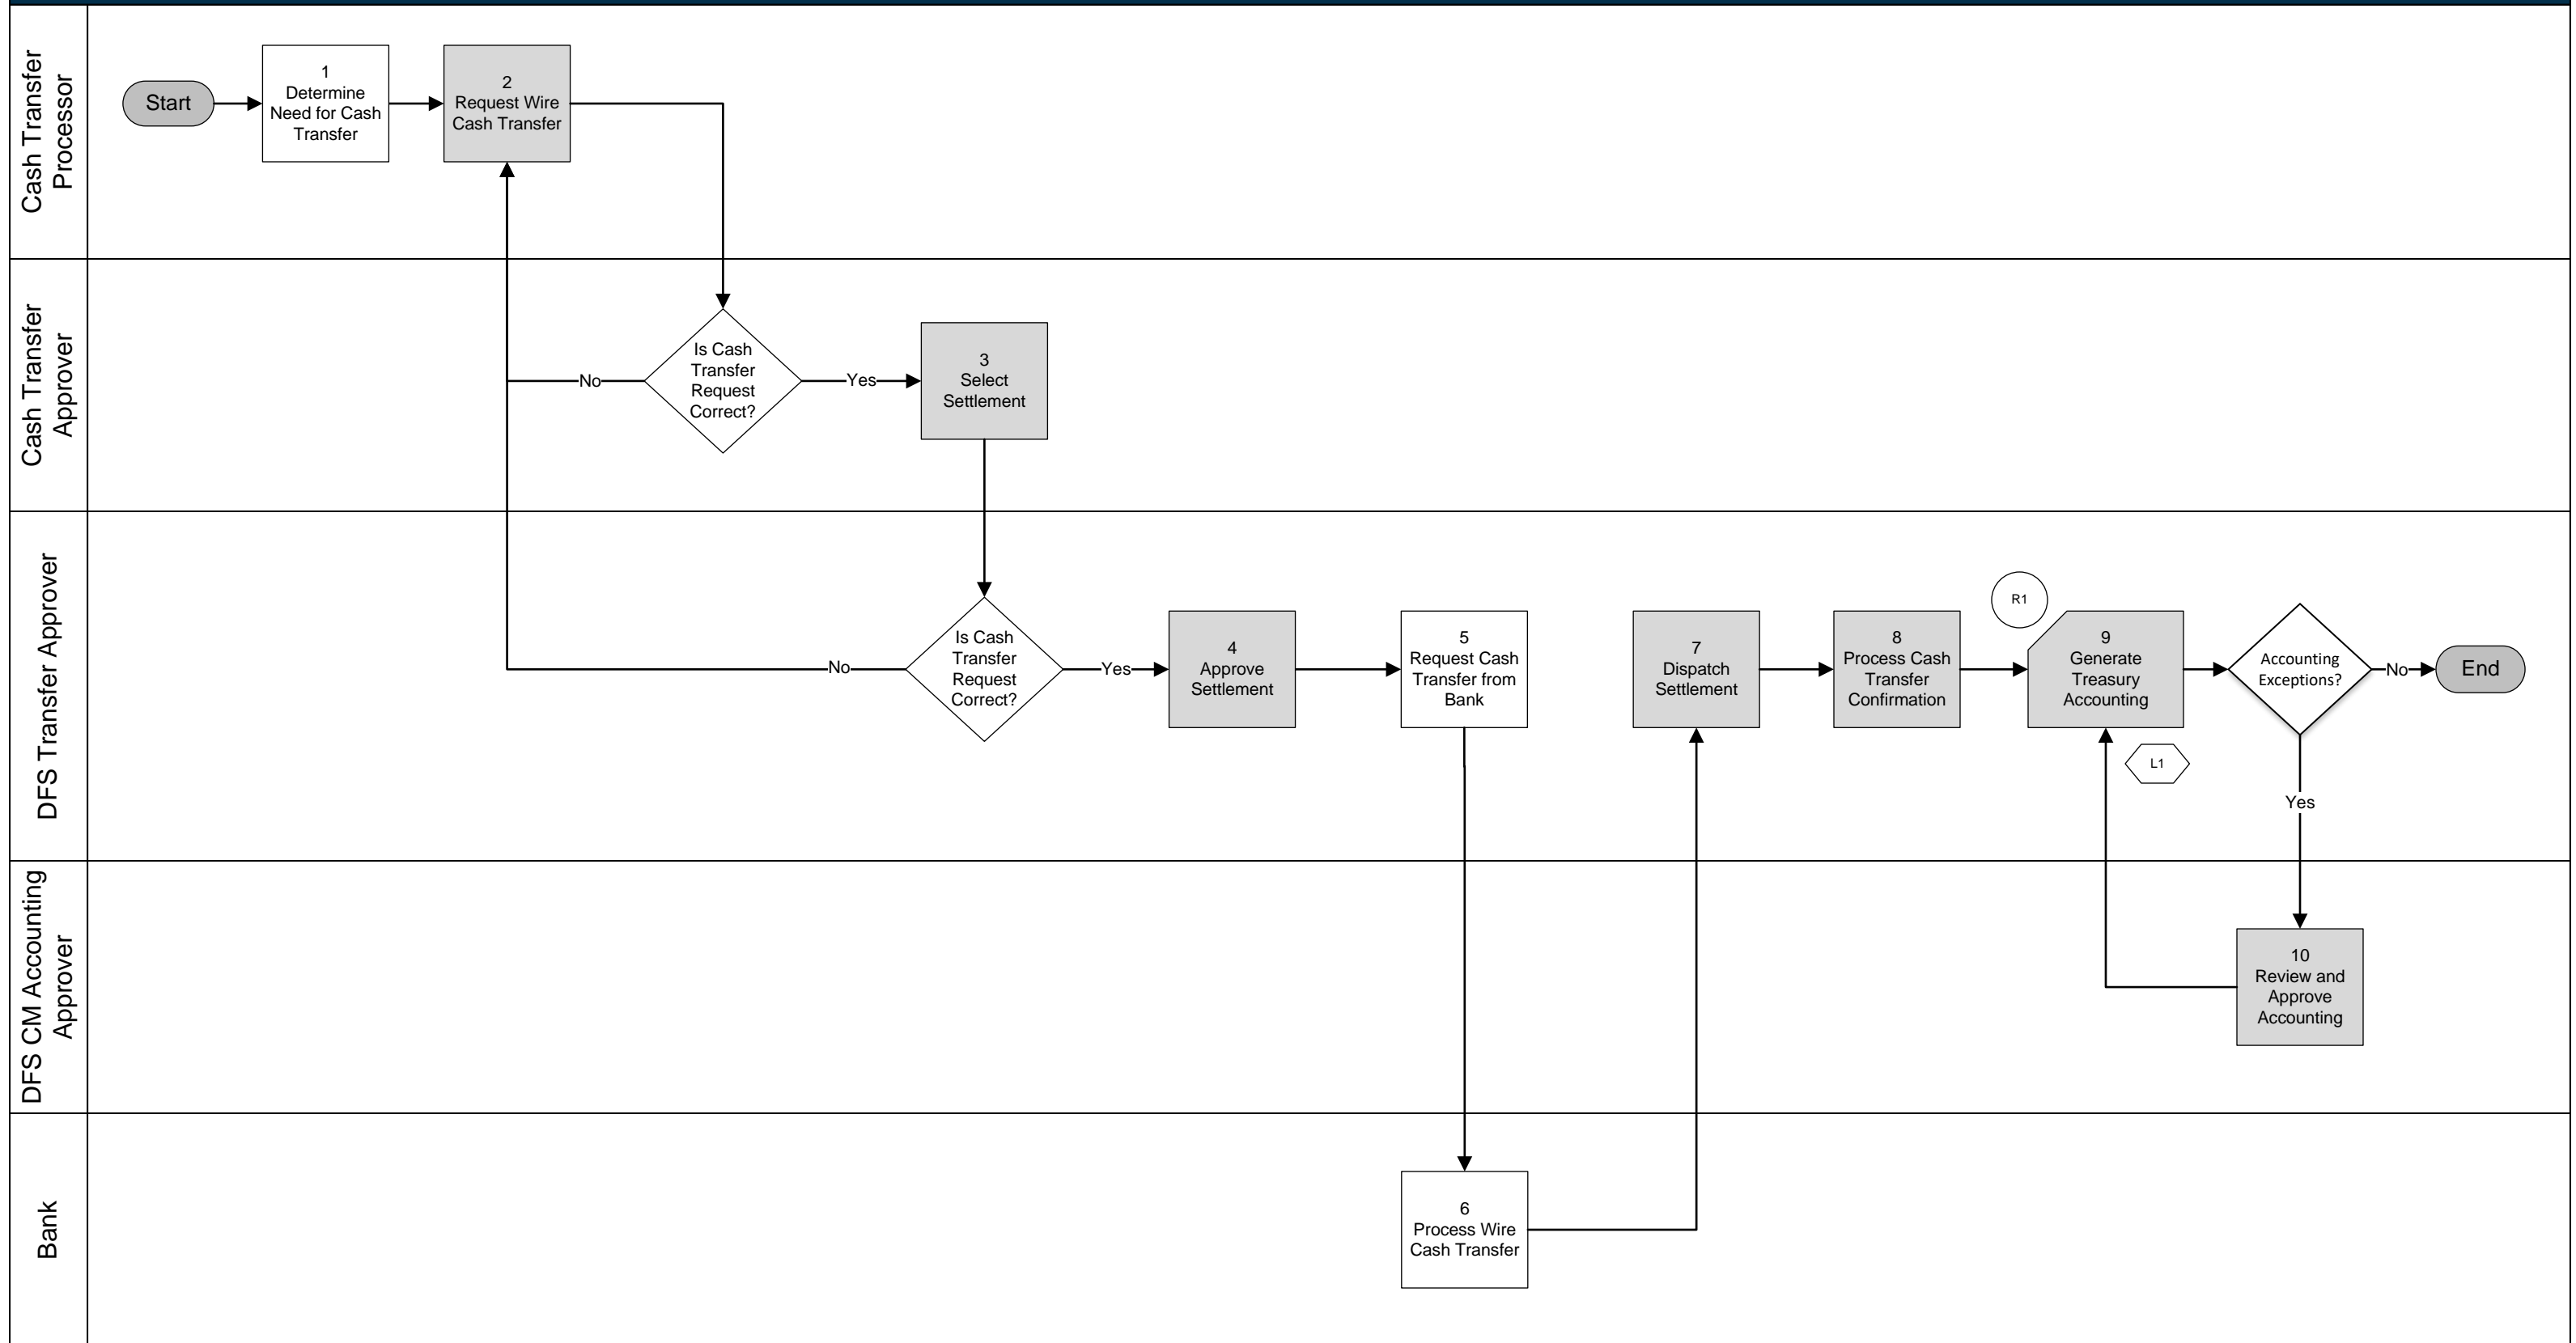 Cash Transfer
Processor
Start
1
Determine
Need for Cash
Transfer
2
Request Wire
Cash Transfer
Cash Transfer
Approver
Is Cash
Transfer
Request
Correct?
No
Yes
3
Select
Settlement
DFS Transfer Approver
Is Cash
Transfer
Request
Correct?
No
Yes
4
Approve
Settlement
5
Request Cash
Transfer from
Bank
7
Dispatch
Settlement
8
Process Cash
Transfer
Confirmation
R1
9
Generate
Treasury
Accounting
L1
Accounting
Exceptions?
No
End
Yes
DFS CM Accounting
Approver
10
Review and
Approve
Accounting
Bank
6
Process Wire
Cash Transfer